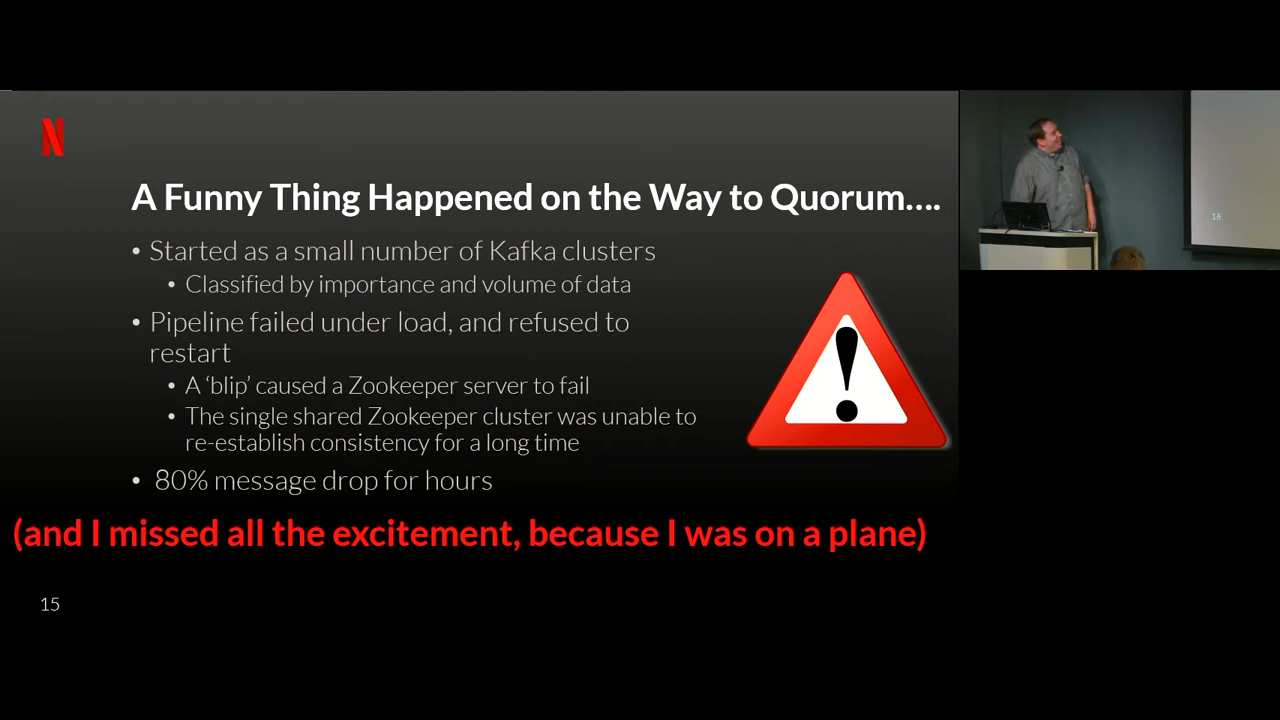 N
A Funny Thing Happened on the Way to Quorum....
• Started as a small number of Kafka clusters
• Classified by importance and volume of data
• Pipeline failed under load, and refused to
restart
• A ‘blip’ caused a Zookeeper server to fail
• The single shared Zookeeper cluster was unable to
re-establish consistency for a long time
• 80% message drop for hours
(and I missed all the excitement, because I was on a plane)
15
16